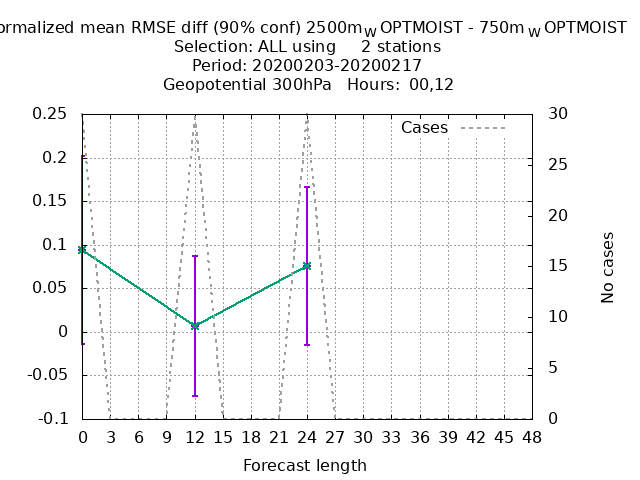 ormalized mean RMSE diff (90% conf) 2500m W OPTMOIST - 750m W OPTMOIST
Selection: ALL using 2 stations
Period: 20200203-20200217
Geopotential 300hPa Hours: 00,12
Cases
0.25
0.2
0.15
0.1
0.05
0
-0.05
-0.1
30
25
20
15
10
5
0
No cases
0 3 6 9 12 15 18 21 24 27 30 33 36 39 42 45 48
Forecast length